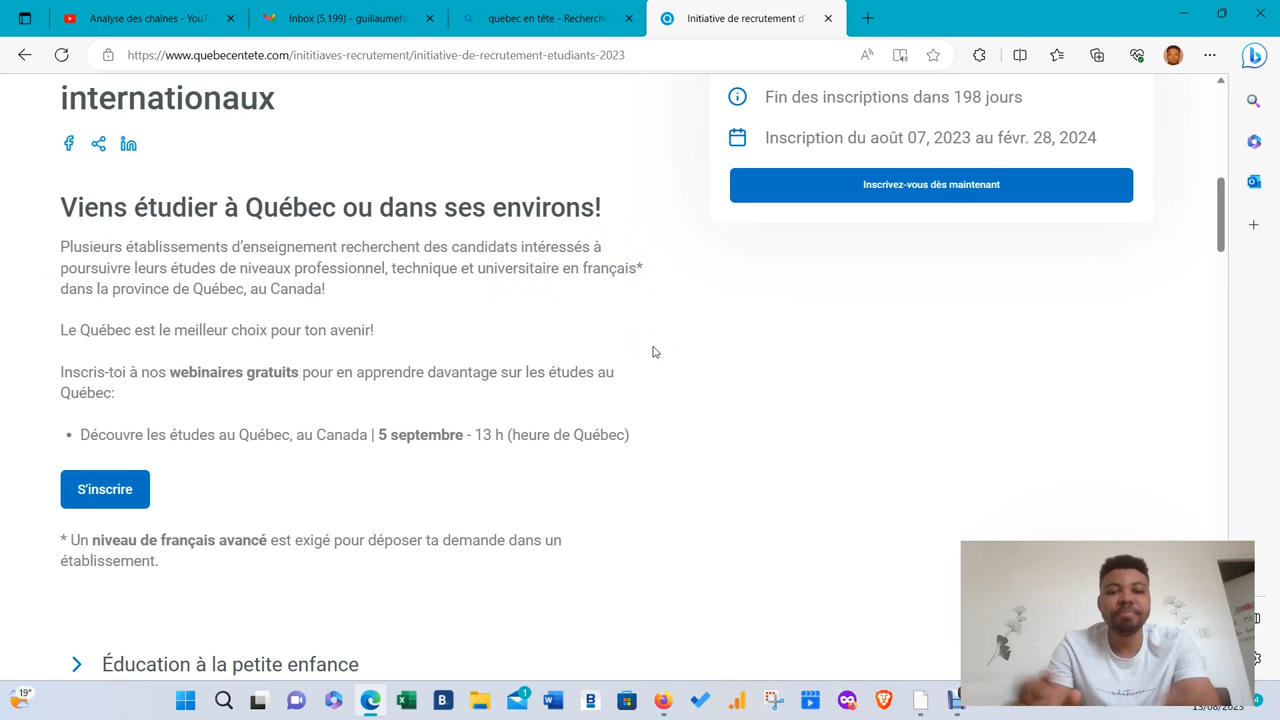 Analyse des chaînes - YouT
Inbox (5,199) - guillaumefo
quebec en tête - Recherche
Initiative de recrutement d'
https://www.quebecentete.com/inititiaves-recrutement/initiative-de-recrutement-etudiants-2023
internationaux
Fin des inscriptions dans 198 jours
Inscription du août 07, 2023 au févr. 28, 2024
Inscrivez-vous dès maintenant
Viens étudier à Québec ou dans ses environs!
Plusieurs établissements d'enseignement recherchent des candidats intéressés à
poursuivre leurs études de niveaux professionnel, technique et universitaire en français*
dans la province de Québec, au Canada!
Le Québec est le meilleur choix pour ton avenir!
Inscris-toi à nos webinaires gratuits pour en apprendre davantage sur les études au
Québec:
• Découvre les études au Québec, au Canada | 5 septembre - 13 h (heure de Québec)
S'inscrire
* Un niveau de français avancé est exigé pour déposer ta demande dans un
établissement.
Éducation à la petite enfance
19°
1
4
13/08/2023